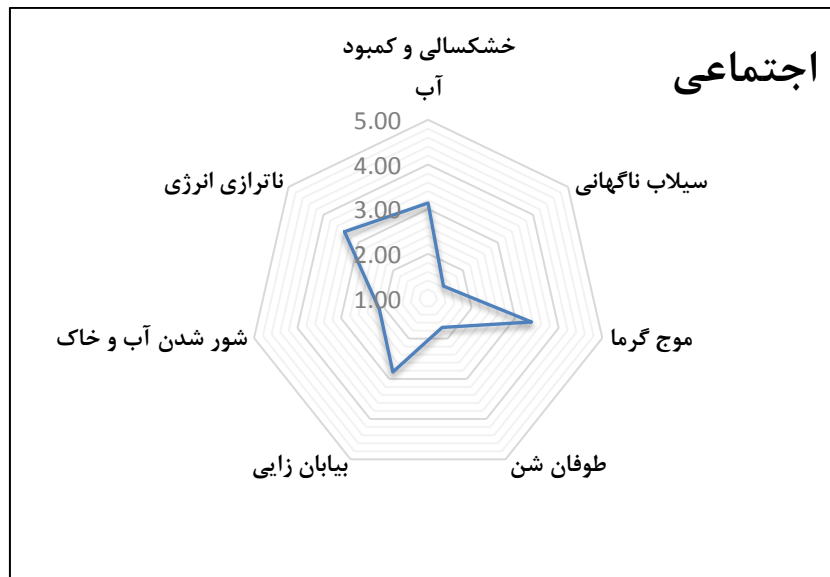 اجتماعی
خشکسالی و کمبود
آب
سیلاب ناگهانی
موج گرما
طوفان شن
بیابان زایی
شور شدن آب و خاک
ناترازی انرژی
5.00
4.00
3.00
2.00
1.00